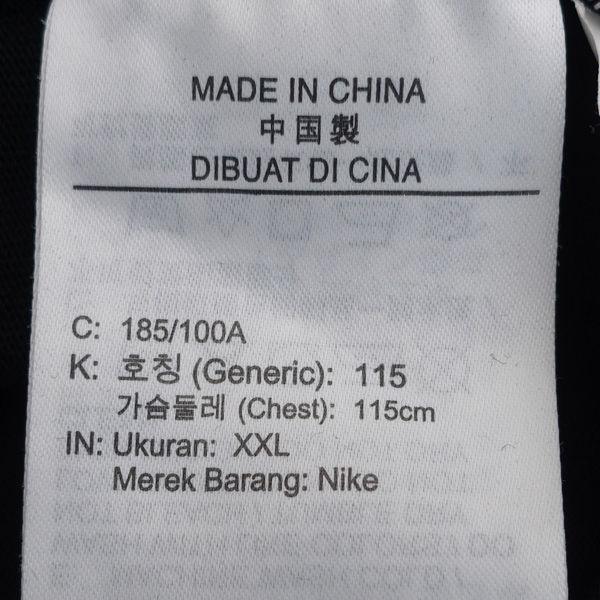 MADE IN CHINA
中国製
DIBUAT DI CINA
C: 185/100A
K: 호칭 (Generic): 115
가슴둘레 (Chest): 115cm
IN: Ukuran: XXL
Merek Barang: Nike